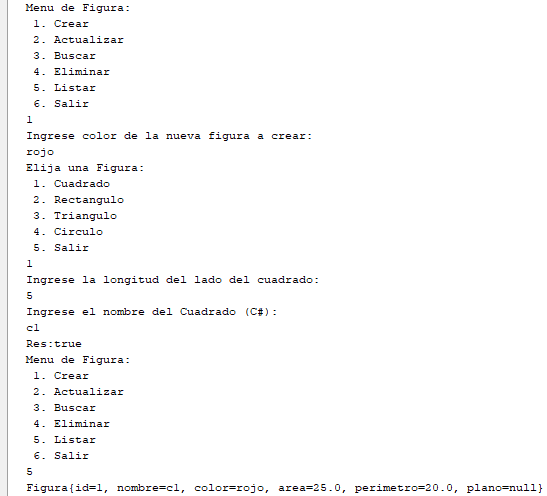 Menu de Figura:
1. Crear
2. Actualizar
3. Buscar
4. Eliminar
5. Listar
6. Salir
1
Ingrese color de la nueva figura a crear:
rojo
Elija una Figura:
1. Cuadrado
2. Rectangulo
3. Triangulo
4. Circulo
5. Salir
1
Ingrese la longitud del lado del cuadrado:
5
Ingrese el nombre del Cuadrado (C#):
c1
Res:true
Menu de Figura:
1. Crear
2. Actualizar
3. Buscar
4. Eliminar
5. Listar
6. Salir
5
Figura{id=1, nombre=c1, color=rojo, area=25.0, perimetro=20.0, plano=null}